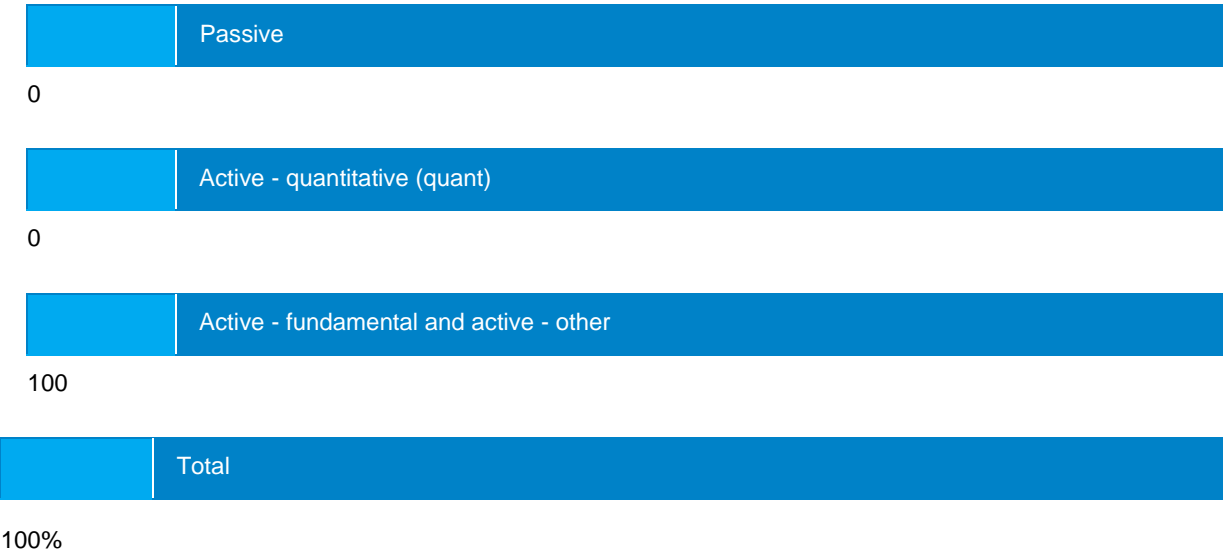 Passive
0
Active - quantitative (quant)
0
Active - fundamental and active - other
100
Total
100%